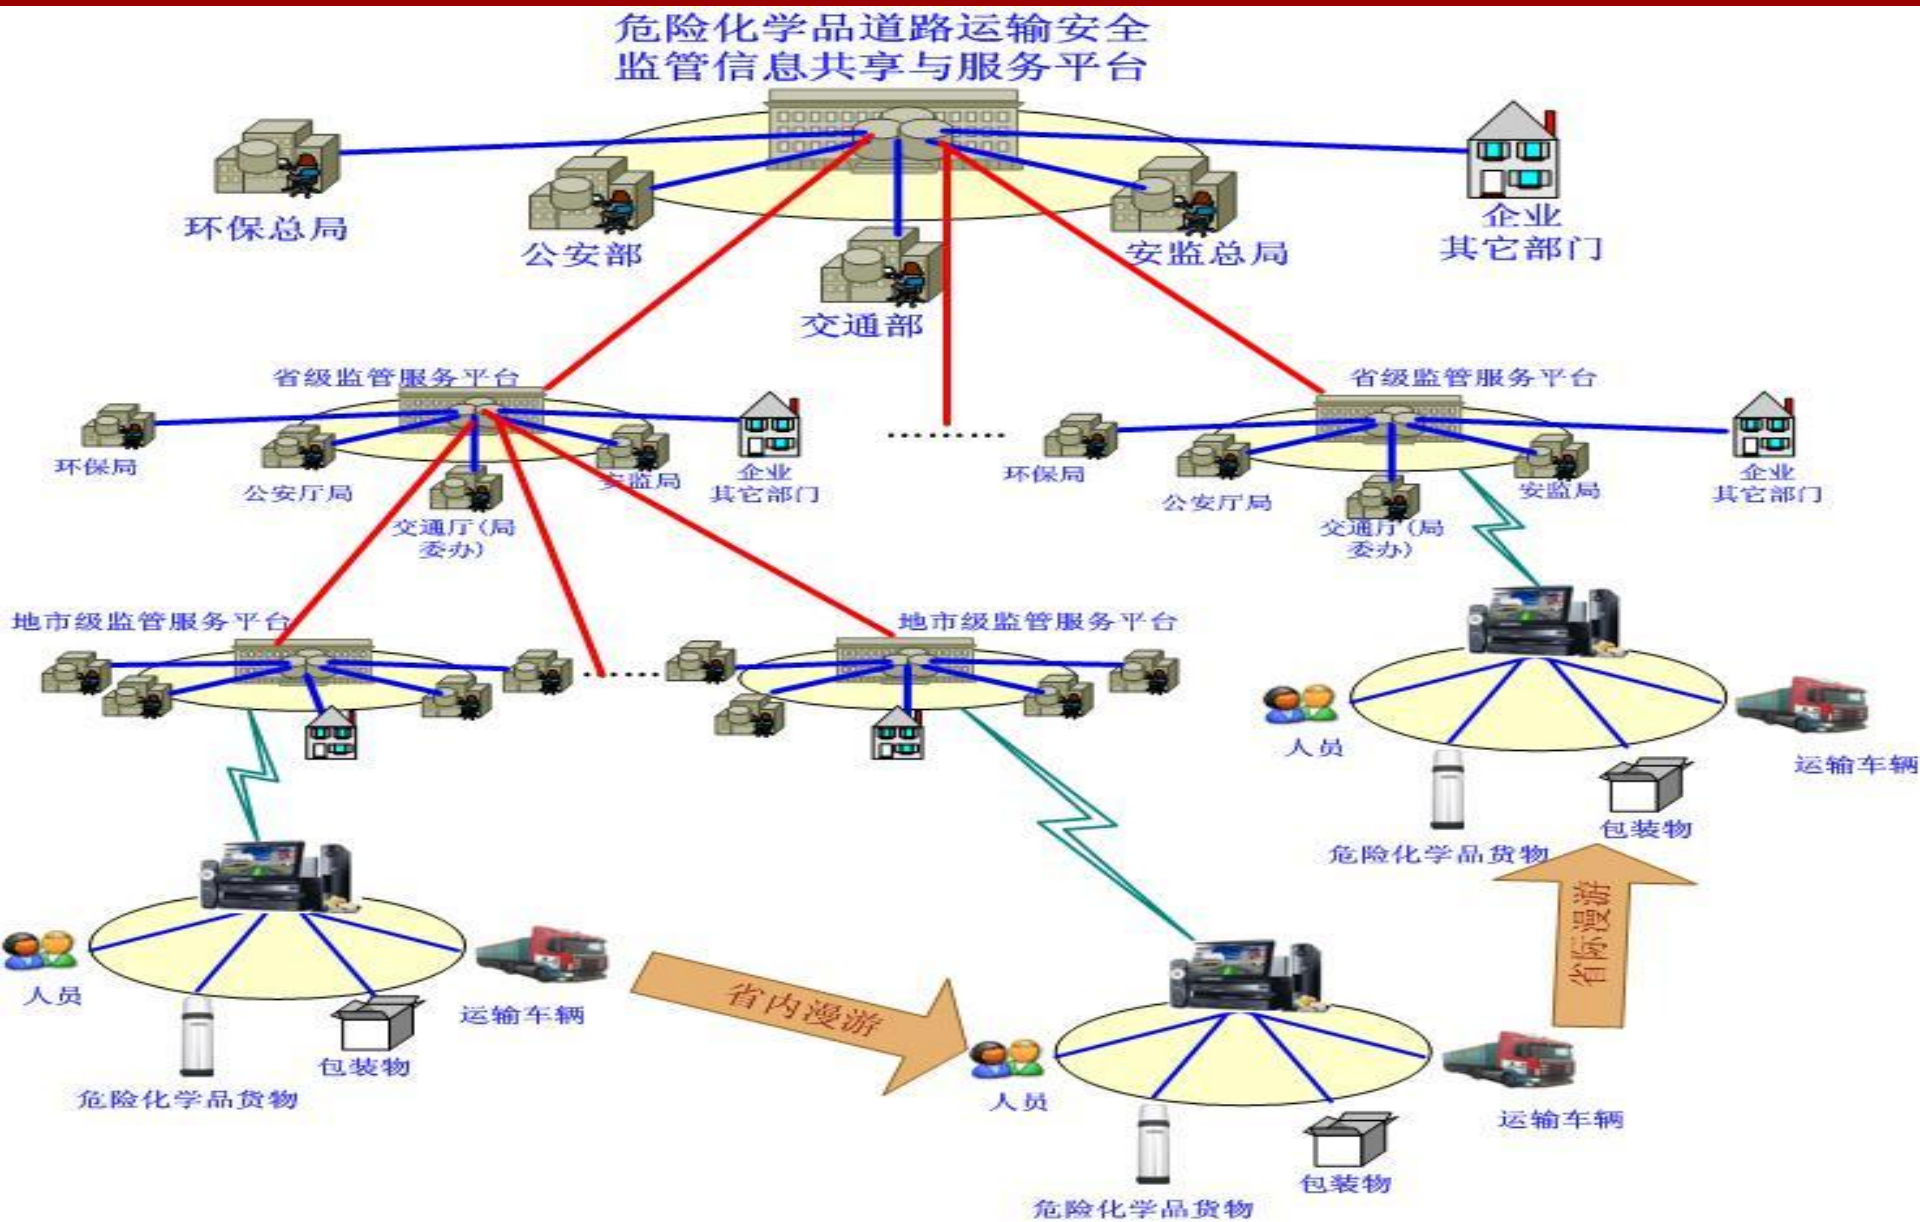 危险化学品道路运输安全
监管信息共享与服务平台
环保总局
公安部
交通部
安监总局
企业
其它部门
省级监管服务平台
环保局
公安厅局
交通厅(局
委办)
安监局
企业
其它部门
省级监管服务平台
环保局
公安厅局
交通厅(局
委办)
安监局
企业
其它部门
地市级监管服务平台
地市级监管服务平台
人员
危险化学品货物
包装物
运输车辆
省际漫游
人员
危险化学品货物
包装物
运输车辆
省内漫游
人员
危险化学品货物
包装物
运输车辆